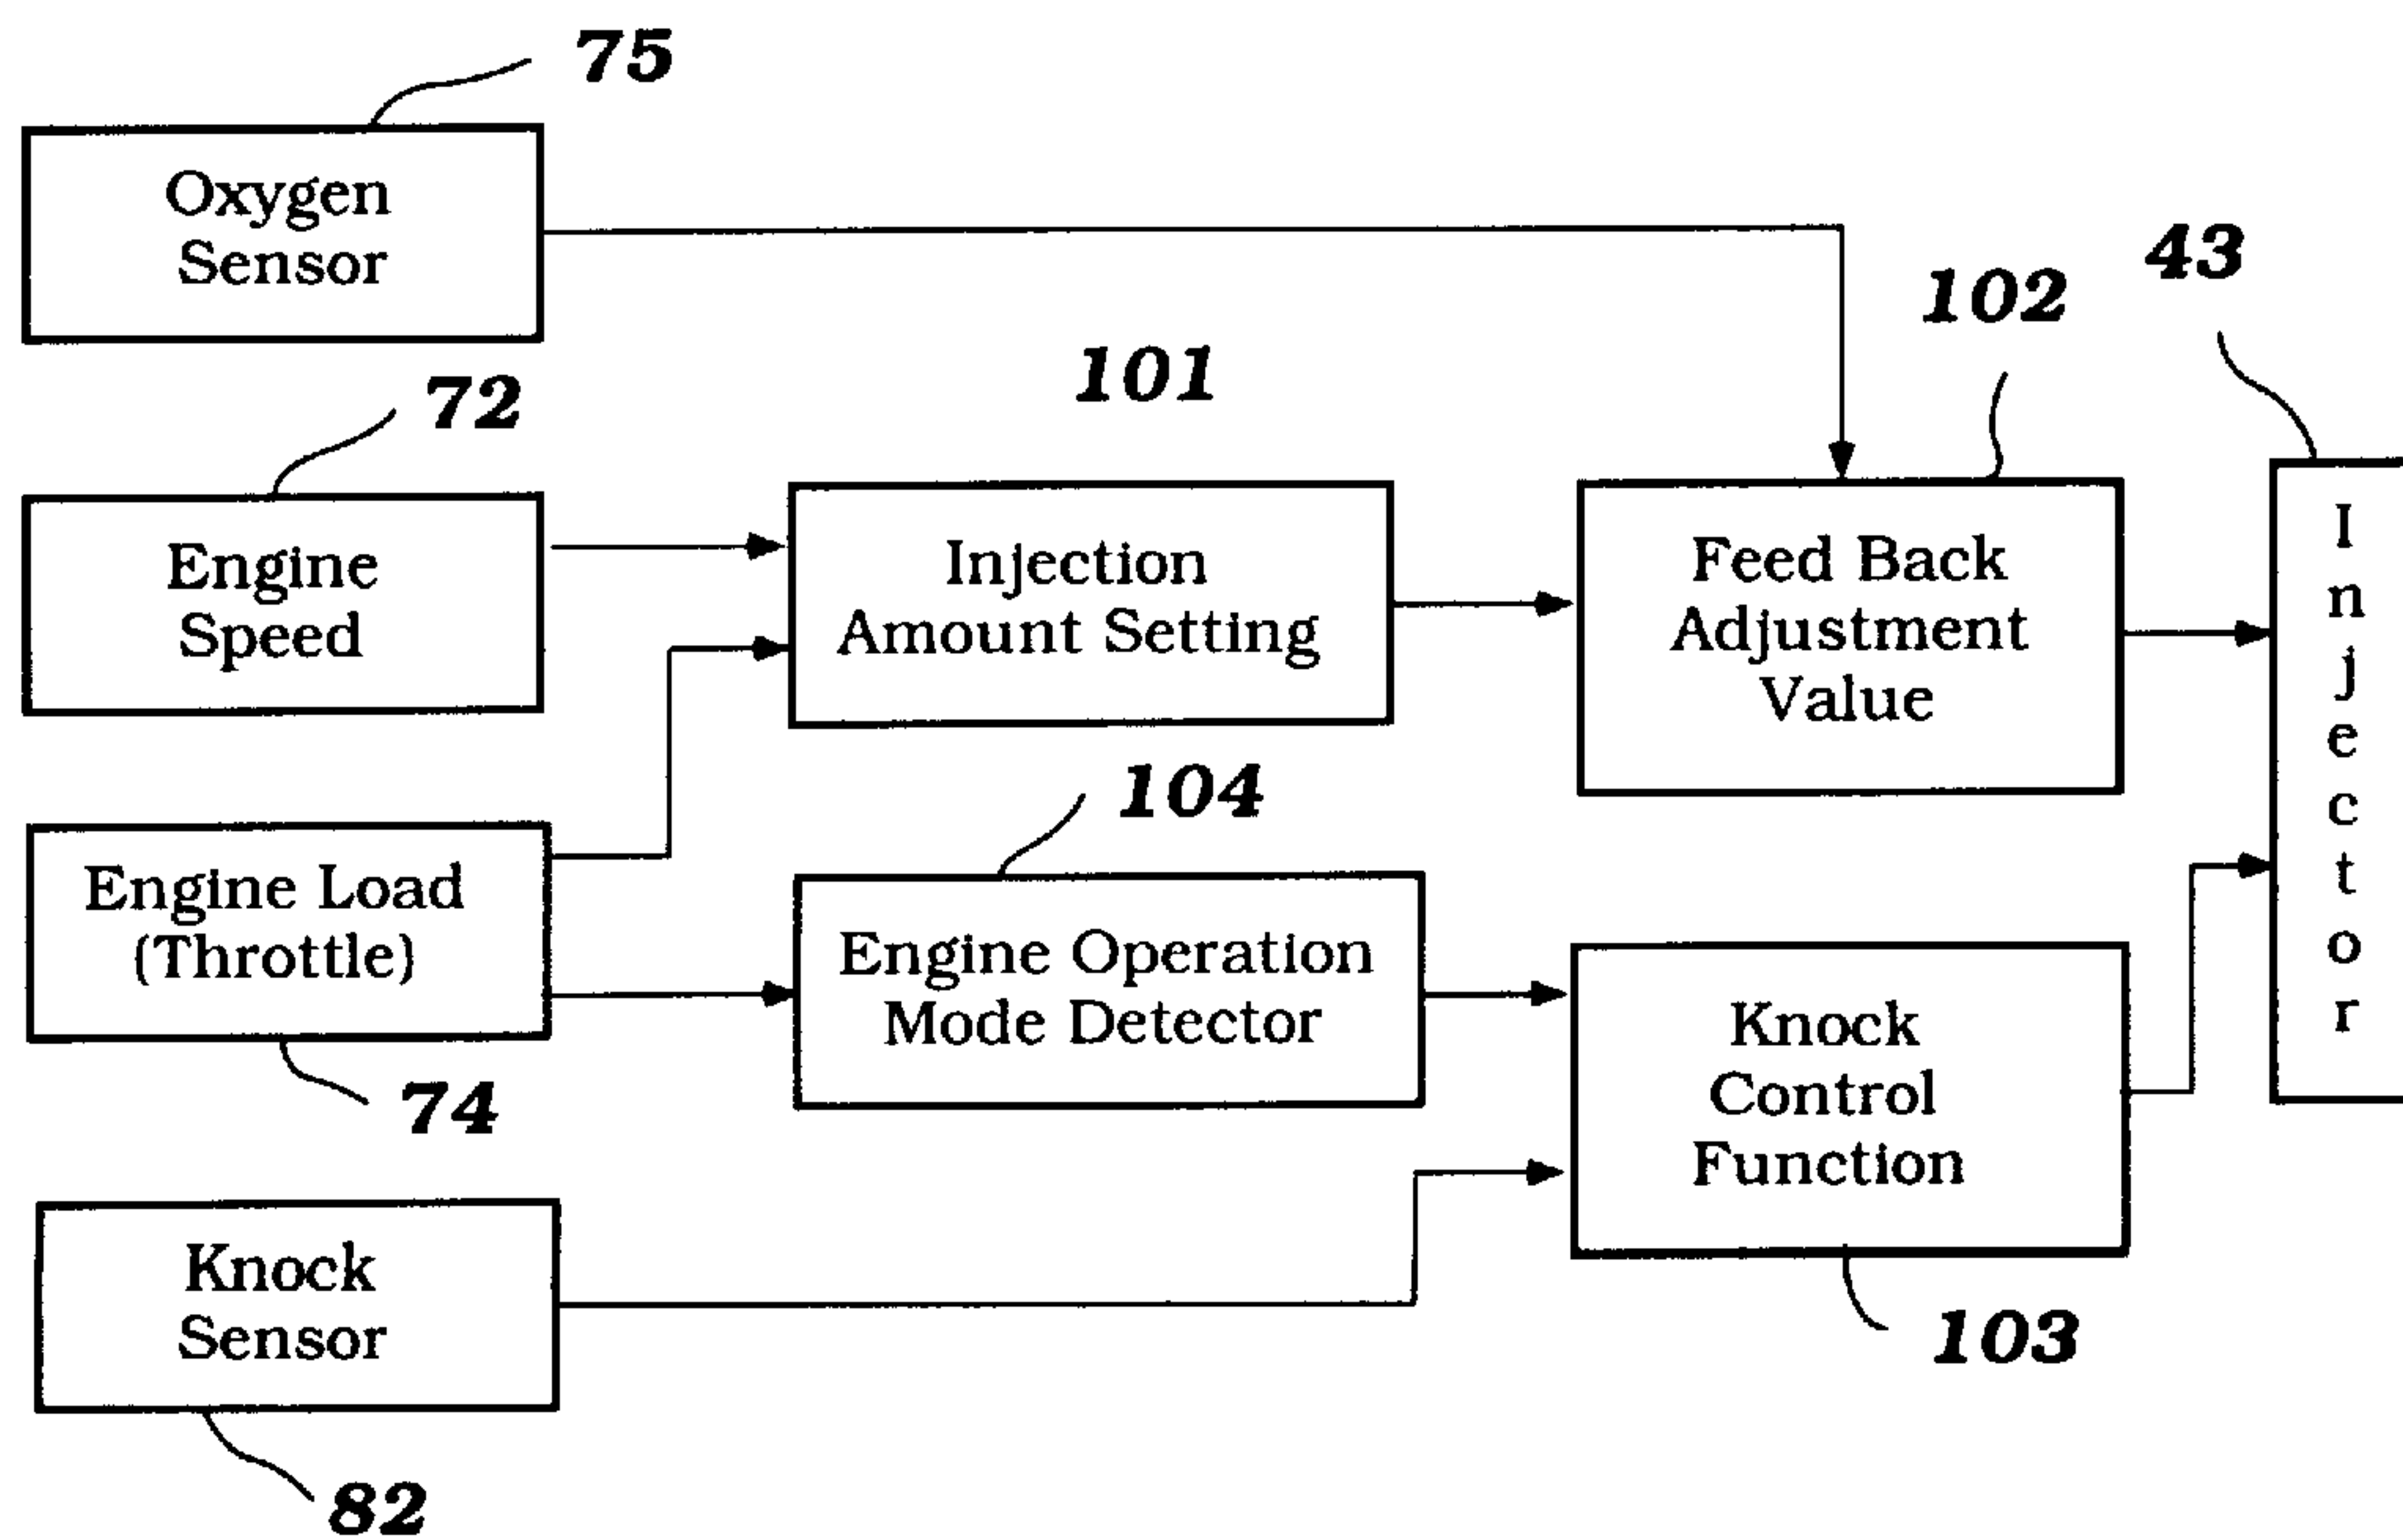 75
Oxygen
Sensor
43
102
72
101
Engine
Speed
Injection
Amount Setting
Feed Back
Adjustment
Value
Injector
104
Engine Load
(Throttle)
Engine Operation
Mode Detector
74
Knock
Control
Function
Knock
Sensor
103
82